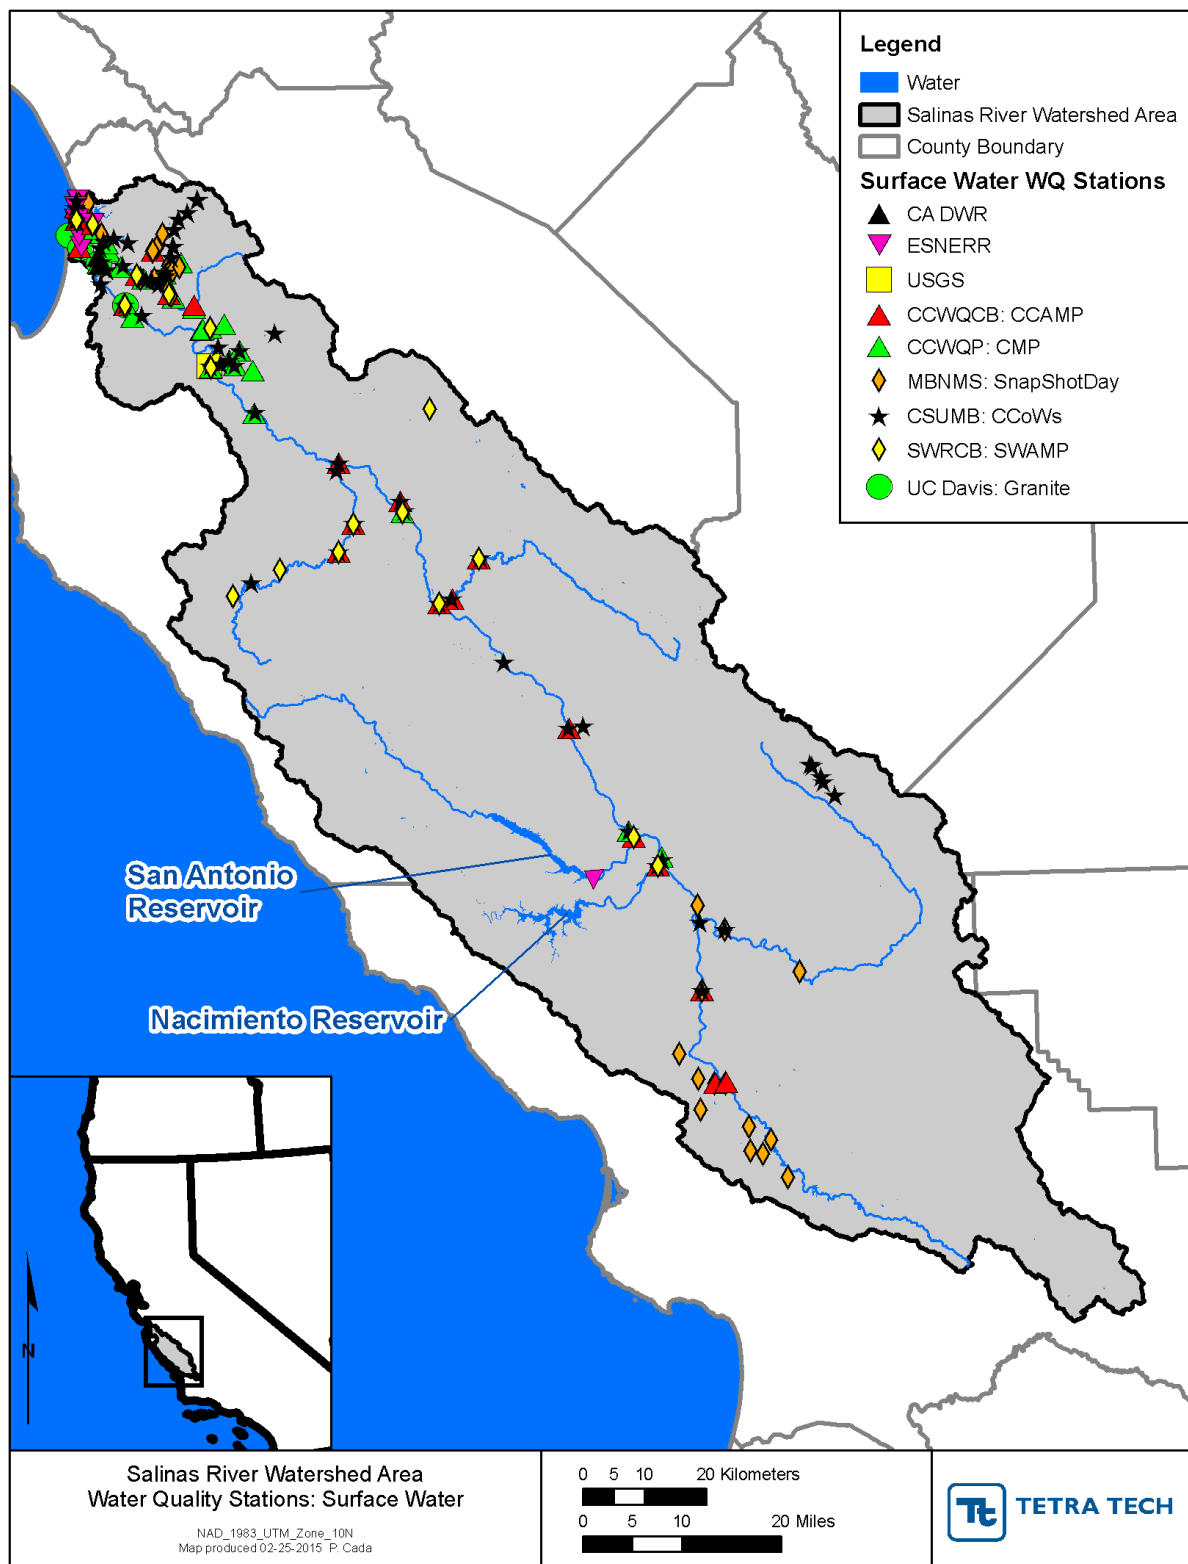 Legend
Water
Salinas River Watershed Area
County Boundary
Surface Water WQ Stations
CA DWR
ESNERR
USGS
CCWQCB: CCAMP
CCWQP: CMP
MBNMS: SnapShotDay
CSUMB: CCoWs
SWRCB: SWAMP
UC Davis: Granite
San Antonio
Reservoir
Nacimiento Reservoir
N
Salinas River Watershed Area
Water Quality Stations: Surface Water
NAD_1983_UTM_Zone_10N
Map produced 02-25-2015 P. Cada
0 5 10 20 Kilometers
0 5 10 20 Miles
Tt TETRA TECH